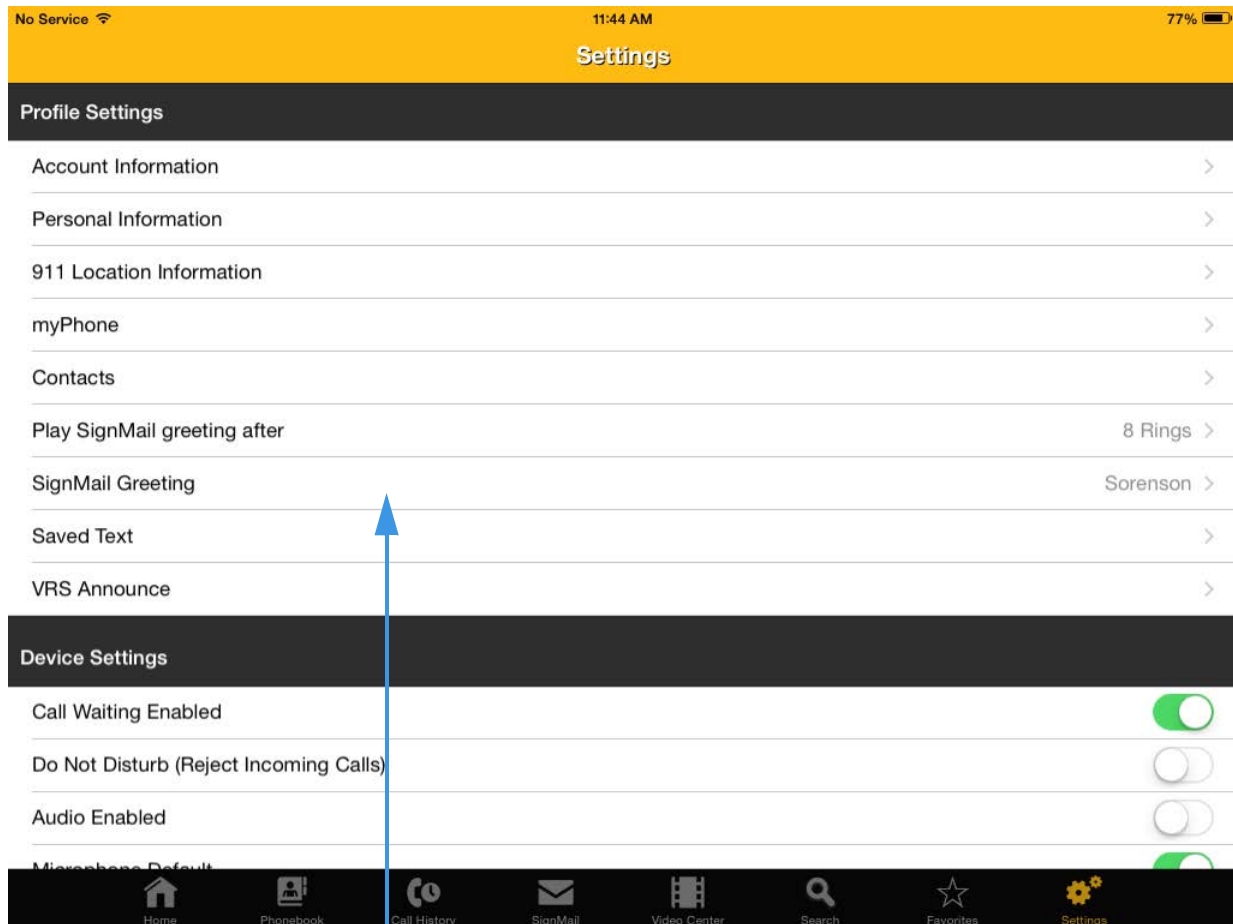 No Service 11:44 AM 77%
Settings
Profile Settings
Account Information
Personal Information
911 Location Information
myPhone
Contacts
Play SignMail greeting after 8 Rings
SignMail Greeting Sorenson
Saved Text
VRS Announce
Device Settings
Call Waiting Enabled
Do Not Disturb (Reject Incoming Calls)
Audio Enabled
Microphone Default
Home Phonebook Call History SignMail Video Center Search Favorites Settings